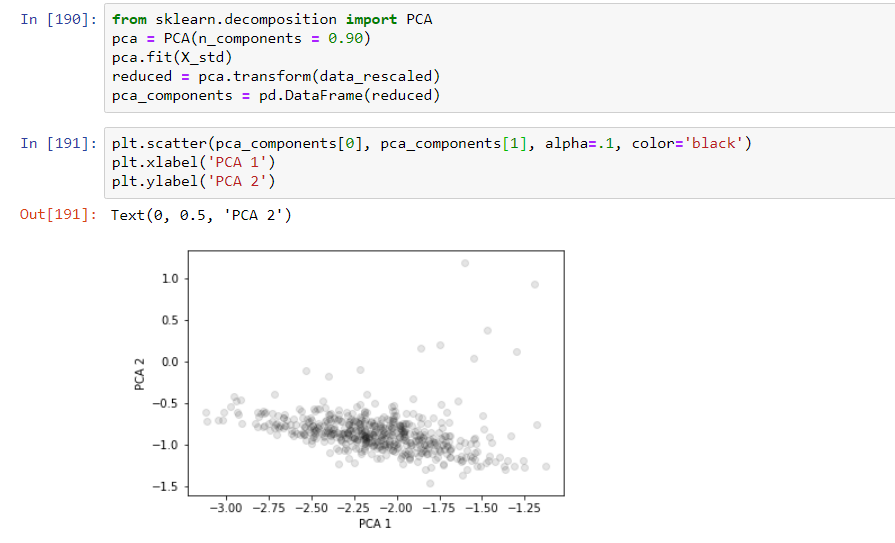 In [190]: from sklearn.decomposition import PCA
pca = PCA(n_components = 0.90)
pca.fit(X_std)
reduced = pca.transform(data_rescaled)
pca_components = pd.DataFrame(reduced)
In [191]: plt.scatter(pca_components[0], pca_components[1], alpha=.1, color='black')
plt.xlabel('PCA 1')
plt.ylabel('PCA 2')
Out[191]: Text(0, 0.5, 'PCA 2')
1.0
0.5
0.0
−0.5
−1.0
−1.5
PCA 2
−3.00 −2.75 −2.50 −2.25 −2.00 −1.75 −1.50 −1.25
PCA 1